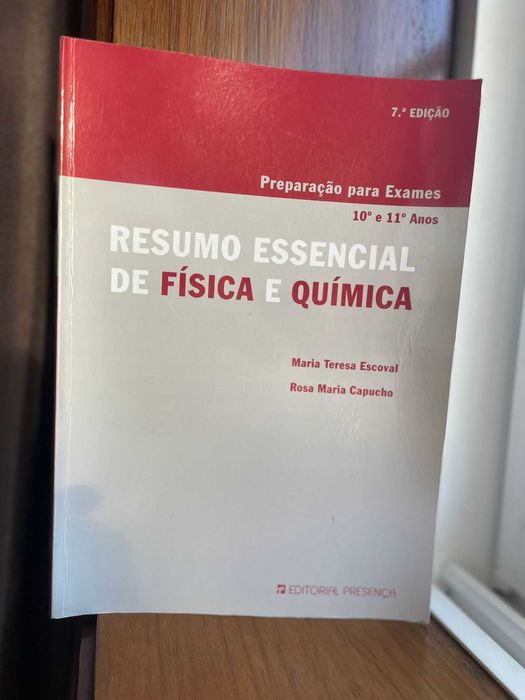 7.ª EDIÇÃO
Preparação para Exames
10º e 11º Anos
RESUMO ESSENCIAL
DE FÍSICA E QUÍMICA
Maria Teresa Escoval
Rosa Maria Capucho
EDITORIAL PRESENÇA